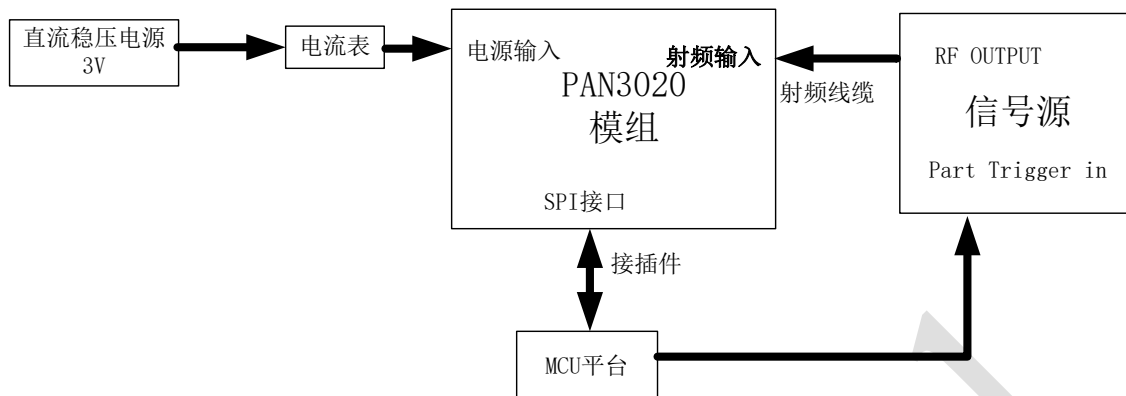 直流稳压电源
3V
电流表
电源输入
射频输入
PAN3020
模组
SPI接口
射频线缆
RF OUTPUT
信号源
Part Trigger in
接插件
MCU平台